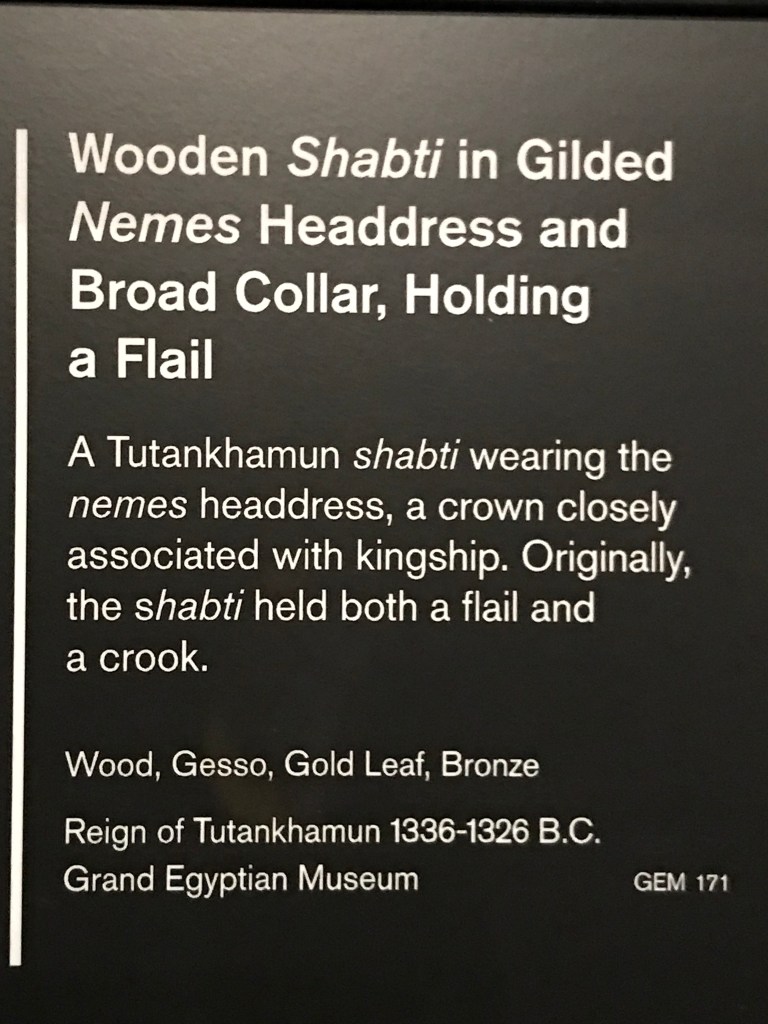 Wooden Shabti in Gilded
Nemes Headdress and
Broad Collar, Holding
a Flail
A Tutankhamun shabti wearing the
nemes headdress, a crown closely
associated with kingship. Originally,
the shabti held both a flail and
a crook.
Wood, Gesso, Gold Leaf, Bronze
Reign of Tutankhamun 1336-1326 B.C.
Grand Egyptian Museum GEM 171